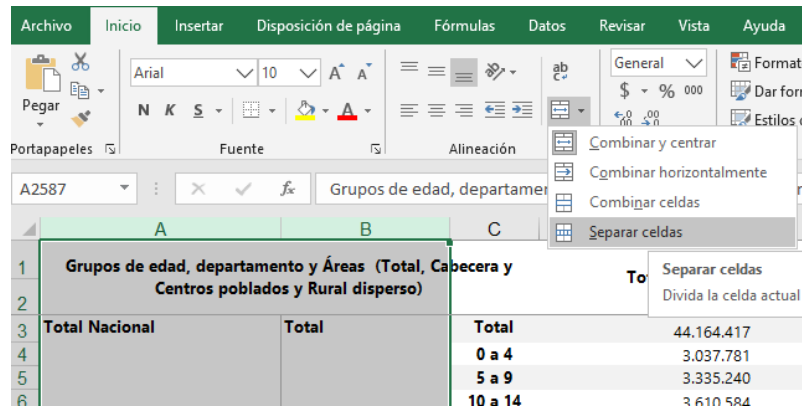 Archivo Inicio Insertar Disposición de página Fórmulas Datos Revisar Vista Ayuda
Pegar
Arial 10 A A
N K S A
ab
General
$ % 000
Format
Dar for
Estilos
Portapapeles Fuente Alineación
Combinar y centrar
Combinar horizontalmente
Combinar celdas
Separar celdas
A2587 fx Grupos de edad, departamen
Separar celdas
Divida la celda actual
A B C
1 Grupos de edad, departamento y Áreas (Total, Cabecera y
2 Centros poblados y Rural disperso)
3 Total Nacional Total Total 44.164.417
4 0 a 4 3.037.781
5 5 a 9 3.335.240
6 10 a 14 3.610.584